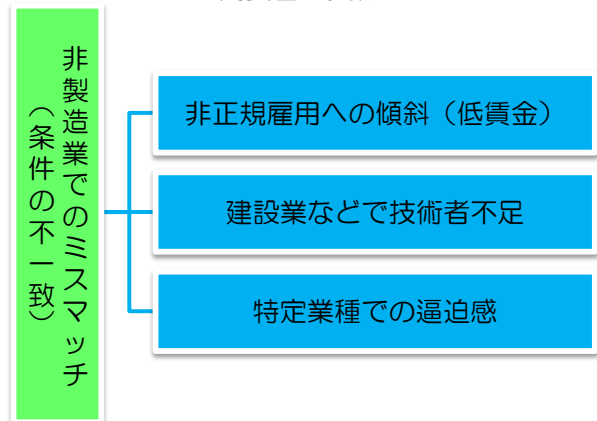 非製造業でのミスマッチ
（条件の不一致）
非正規雇用への傾斜（低賃金）
建設業などで技術者不足
特定業種での逼迫感